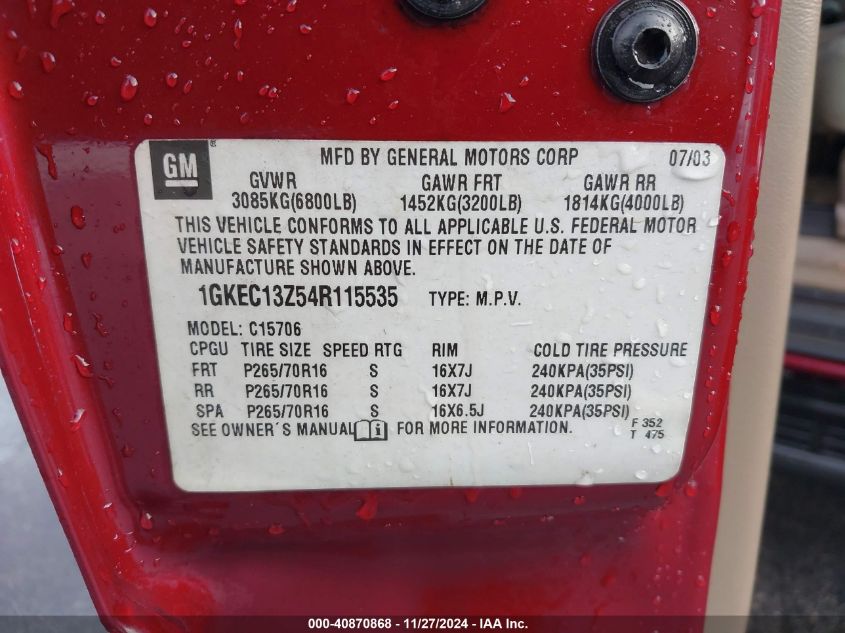 GM ® MFD BY GENERAL MOTORS CORP 07/03
GVWR GAWR FRT GAWR RR
3085KG(6800LB) 1452KG(3200LB) 1814KG(4000LB)
THIS VEHICLE CONFORMS TO ALL APPLICABLE U.S. FEDERAL MOTOR
VEHICLE SAFETY STANDARDS IN EFFECT ON THE DATE OF
MANUFACTURE SHOWN ABOVE.
1GKEC13Z54R115535 TYPE: M.P.V.
MODEL: C15706
CPGU TIRE SIZE SPEED RTG RIM COLD TIRE PRESSURE
FRT P265/70R16 S 16X7J 240KPA(35PSI)
RR P265/70R16 S 16X7J 240KPA(35PSI)
SPA P265/70R16 S 16X6.5J 240KPA(35PSI)
SEE OWNER´S MANUAL i FOR MORE INFORMATION. F 352
T 475
000-40870868 - 11/27/2024 - IAA Inc.